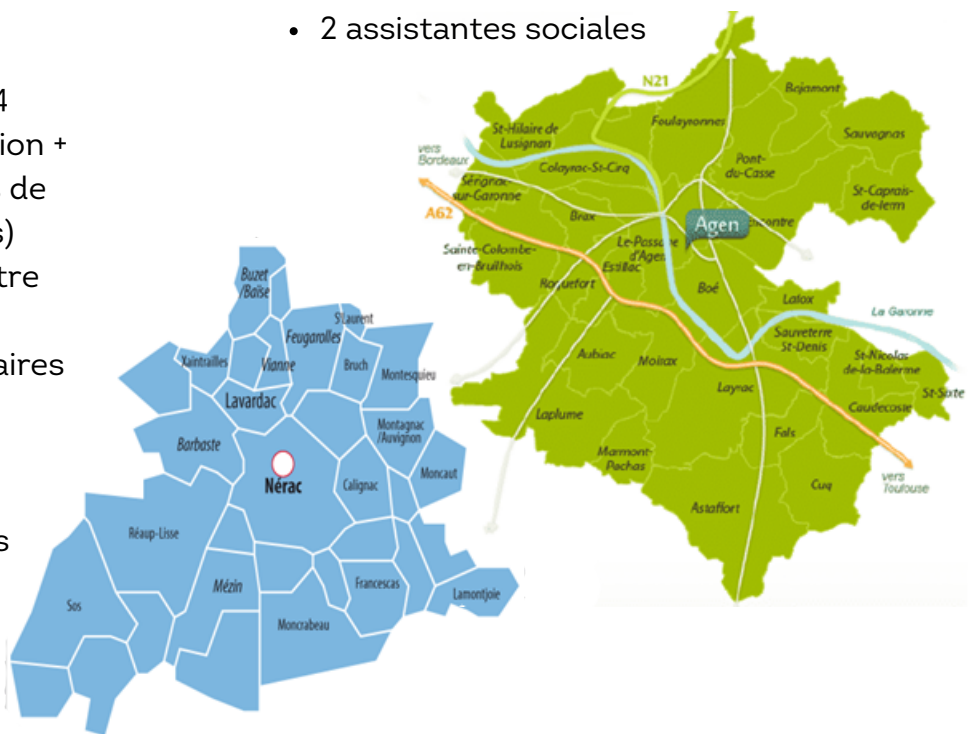 • 2 assistantes sociales
4
ion +
de
s)
tre
aires
s
N21
Bajamont
St-Hilaire de
Lusignan
Foulayronnes
Sauvagnas
vers
Bordeaux
Colayrac-St-Cirq
Pont-
du-Casse
Sérignac-
sur-Garonne
St-Caprais-
de-lerm
A62
Brax
Agen
encontre
Sainte-Colombe-
en-Bruilhois
Le-Passage
d'Agen
Estillac
Roquefort
Boé
Lafox
La Garonne
Sauveterre
St-Denis
Aubiac
Moirax
St-Nicolas
de-la-Balerme
Layrac
St-Sixte
Laplume
Caudecoste
Fals
Marmont-
Pachas
vers
Toulouse
Cuq
Astaffort
Buzet
/Baïse
St Laurent
Feugarolles
Xaintrailles
Vianne
Bruch
Montesquieu
Lavardac
Montagnac
/Auvignon
Barbaste
Moncaut
Nérac
Calignac
Réaup-Lisse
Mézin
Francescas
Lamontjoie
Sos
Moncrabeau